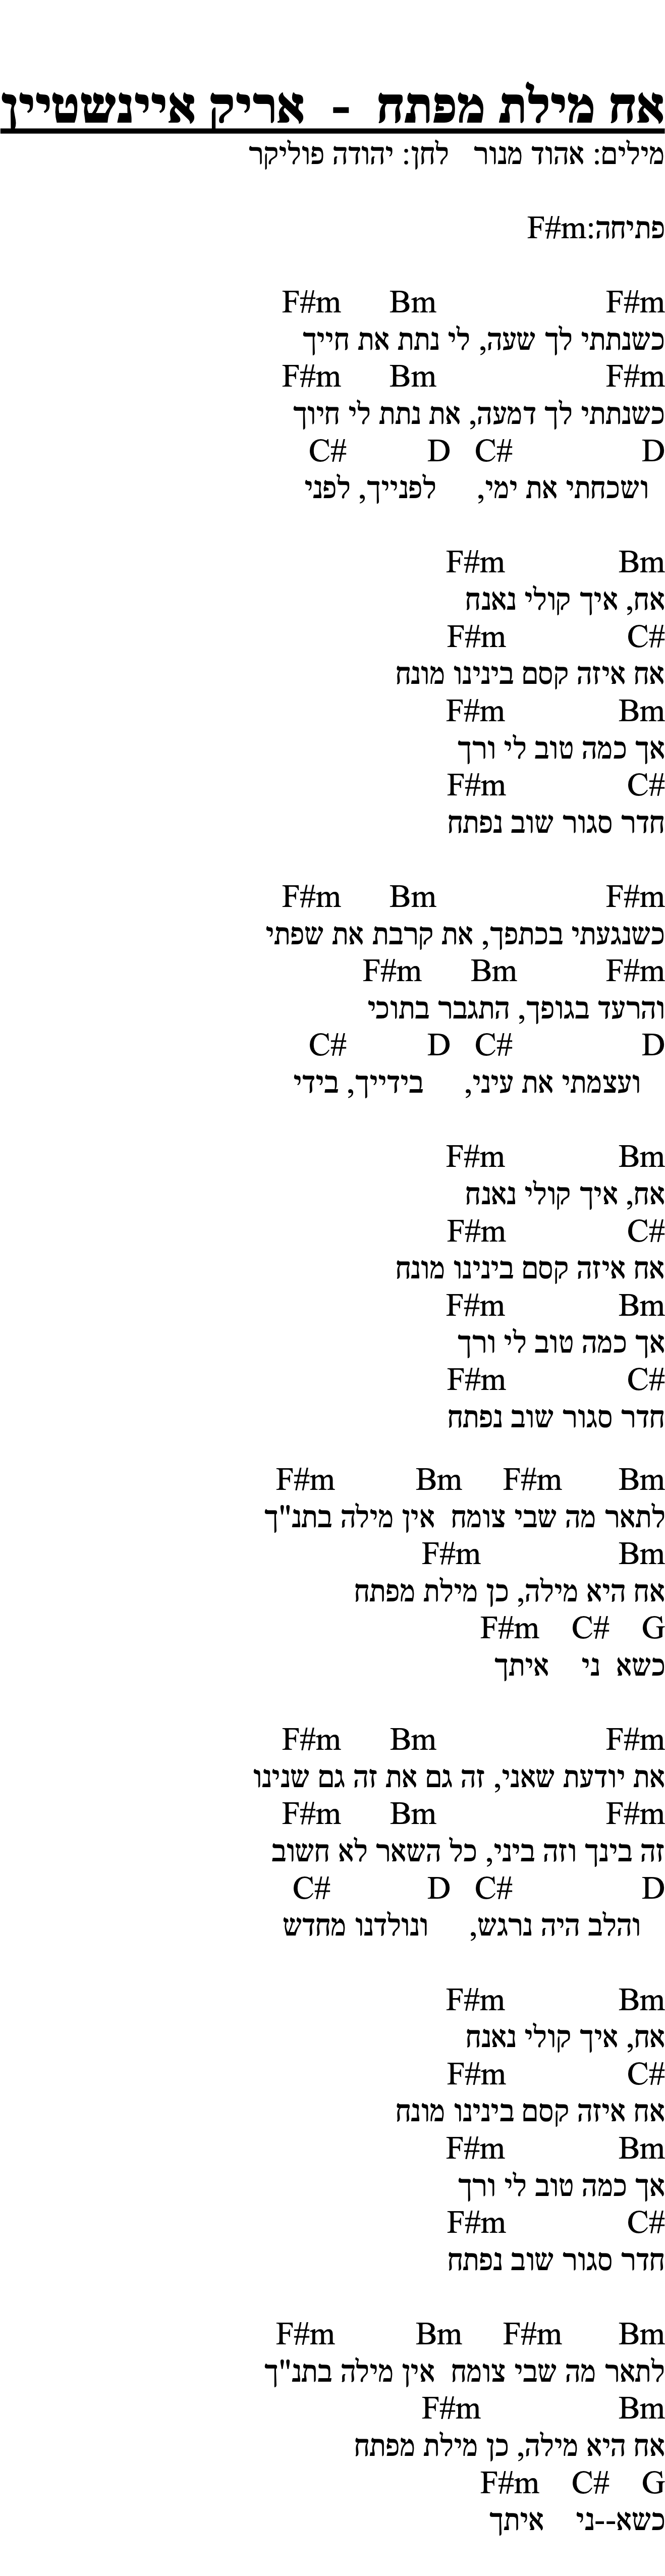 אח מילת מפתח - אריק איינשטיין
מילים: אהוד מנור לחן: יהודה פוליקר
פתיחה:F#m
F#m Bm F#m
כשנתתי לך שעה, לי נתת את חייך
F#m Bm F#m
כשנתתי לך דמעה, את נתת לי חיוך
C# D C# D
ושכחתי את ימי, לפנייך, לפני
F#m Bm
אח, איך קולי נאנח
F#m C#
אח איזה קסם בינינו מונח
F#m Bm
אך כמה טוב לי ורך
F#m C#
חדר סגור שוב נפתח
F#m Bm F#m
כשנגעתי בכתפך, את קרבת את שפתי
F#m Bm F#m
והרעד בגופך, התגבר בתוכי
C# D C# D
ועצמתי את עיני, בידייך, בידי
F#m Bm
אח, איך קולי נאנח
F#m C#
אח איזה קסם בינינו מונח
F#m Bm
אך כמה טוב לי ורך
F#m C#
חדר סגור שוב נפתח
F#m Bm F#m Bm
לתאר מה שבי צומח אין מילה בתנ"ך
F#m Bm
אח היא מילה, כן מילת מפתח
F#m C# G
כשא ני איתך
F#m Bm F#m
את יודעת שאני, זה גם את זה גם שנינו
F#m Bm F#m
זה בינך וזה ביני, כל השאר לא חשוב
C# D C# D
והלב היה נרגש, ונולדנו מחדש
F#m Bm
אח, איך קולי נאנח
F#m C#
אח איזה קסם בינינו מונח
F#m Bm
אך כמה טוב לי ורך
F#m C#
חדר סגור שוב נפתח
F#m Bm F#m Bm
לתאר מה שבי צומח אין מילה בתנ"ך
F#m Bm
אח היא מילה, כן מילת מפתח
F#m C# G
כשא--ני איתך